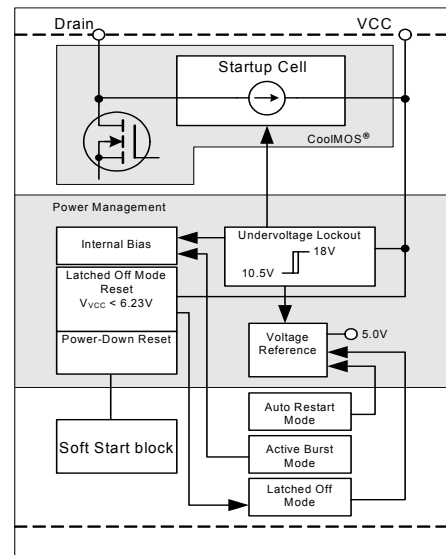 Drain
VCC
Startup Cell
CoolMOS®
Power Management
Internal Bias
Undervoltage Lockout
18V
10.5V
Latched Off Mode
Reset
VVCC < 6.23V
Power-Down Reset
Voltage
Reference
5.0V
Auto Restart
Mode
Soft Start block
Active Burst
Mode
Latched Off
Mode